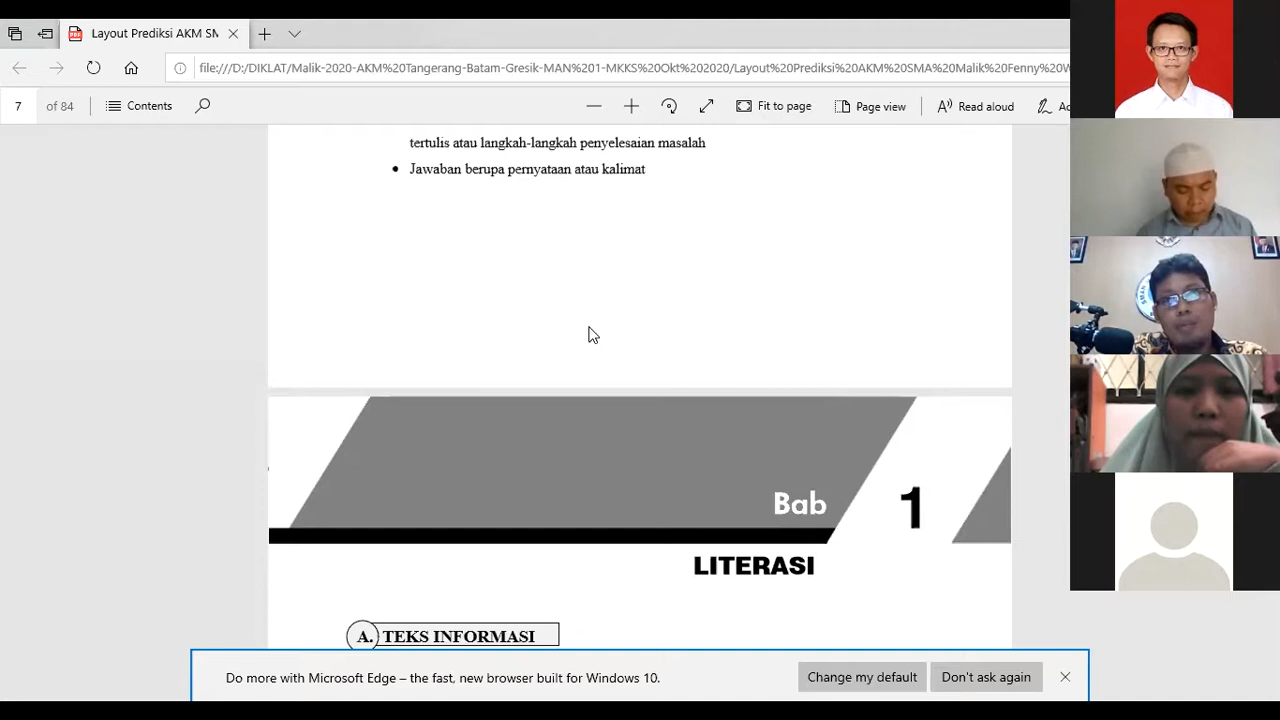 Layout Prediksi AKM SM
file:///D:/DIKLAT/Malik-2020-AKM%20Tangerang-Batam-Gresik-MAN%201-MKKS%20Okt%202020/Layout%20Prediksi%20AKM%20SMA%20Malik%20Fenny%20W
7 of 84 Contents Fit to page Page view Read aloud
tertulis atau langkah-langkah penyelesaian masalah
• Jawaban berupa pernyataan atau kalimat
Bab 1
LITERASI
A. TEKS INFORMASI
Do more with Microsoft Edge – the fast, new browser built for Windows 10. Change my default Don't ask again